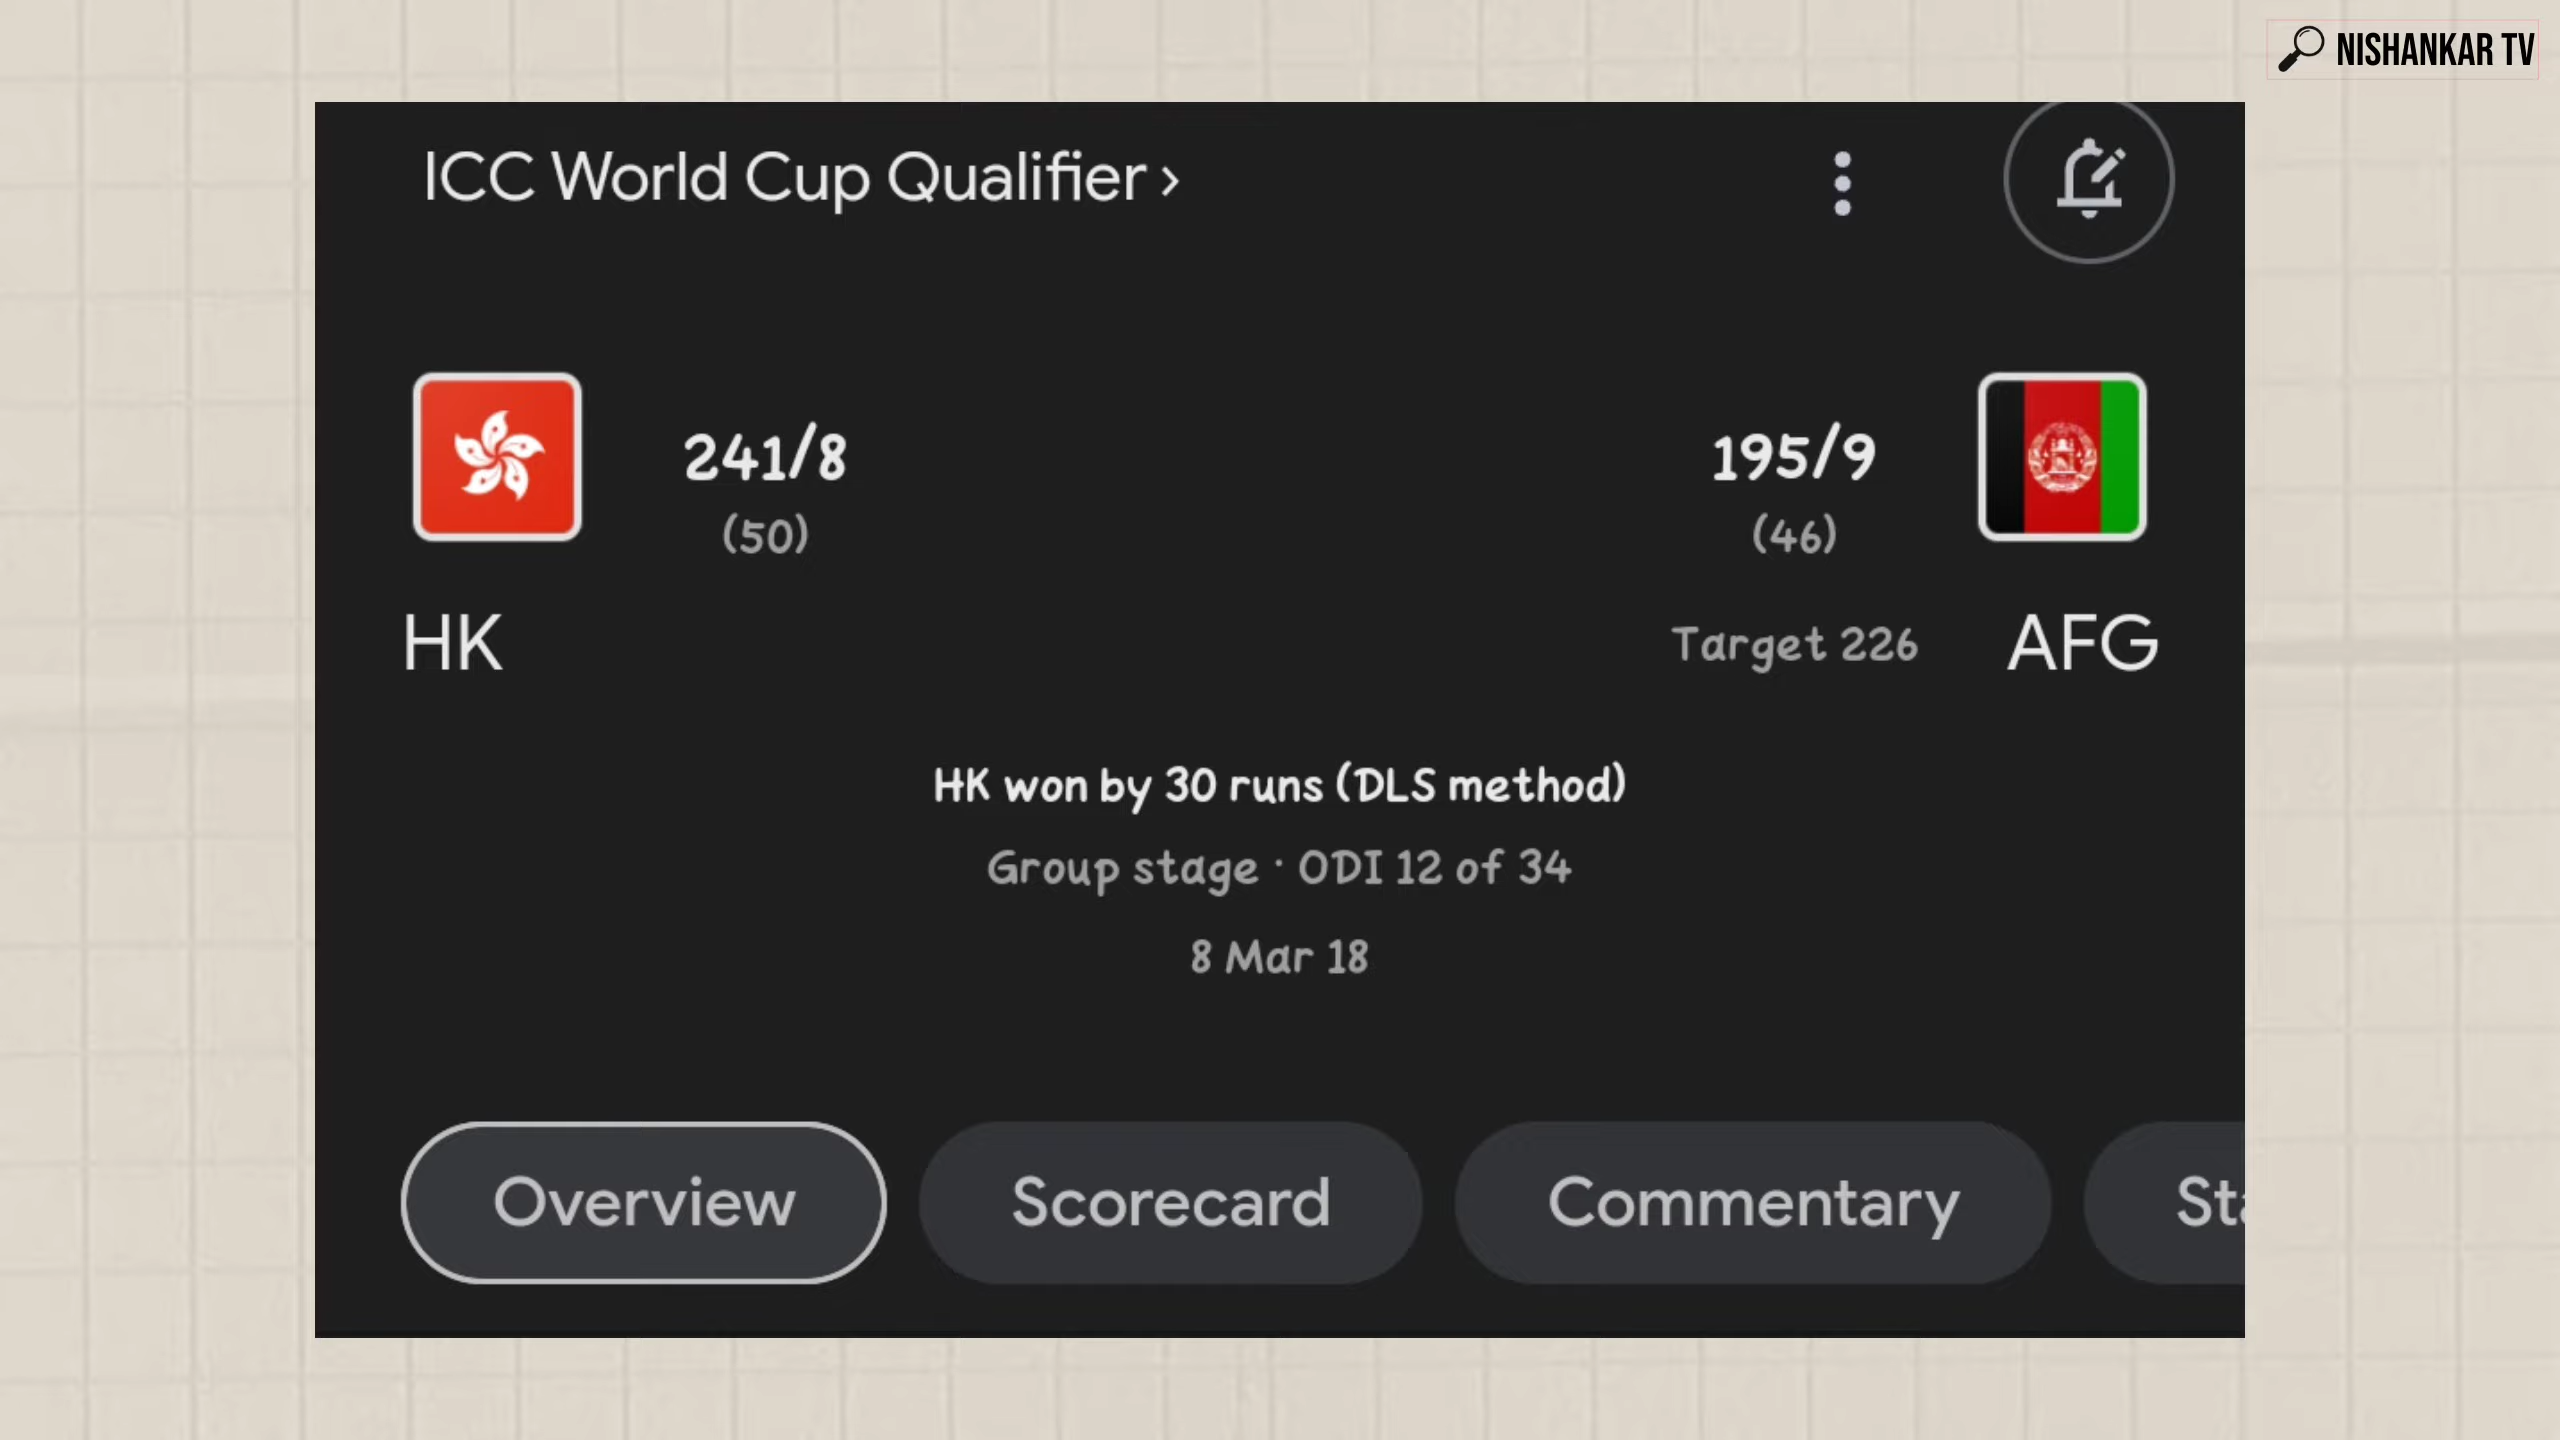 NISHANKAR TV
ICC World Cup Qualifier ›
241/8
195/9
(50)
(46)
HK
Target 226
AFG
HK won by 30 runs (DLS method)
Group stage · ODI 12 of 34
8 Mar 18
Overview
Scorecard
Commentary